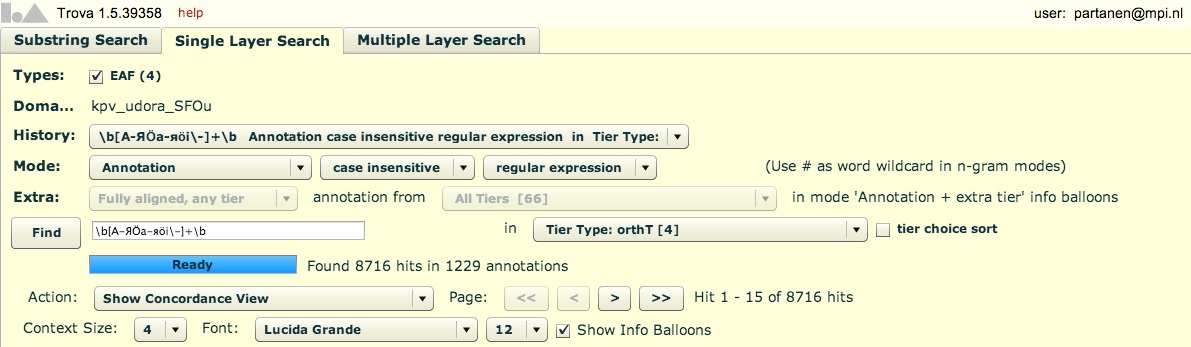 Trova 1.5.39358 help user: partanen@mpi.nl
Substring Search Single Layer Search Multiple Layer Search
Types: EAF (4)
Doma... kpv_udora_SFOu
History: \b[А-ЯÖа-яöi\-]+\b Annotation case insensitive regular expression in Tier Type:
Mode: Annotation case insensitive regular expression (Use # as word wildcard in n-gram modes)
Extra: Fully aligned, any tier annotation from All Tiers [66] in mode 'Annotation + extra tier' info balloons
Find \b[А-ЯÖа-яöi\-]+\b in Tier Type: orthT [4] tier choice sort
Ready Found 8716 hits in 1229 annotations
Action: Show Concordance View Page: << < > >> Hit 1 - 15 of 8716 hits
Context Size: 4 Font: Lucida Grande 12 Show Info Balloons